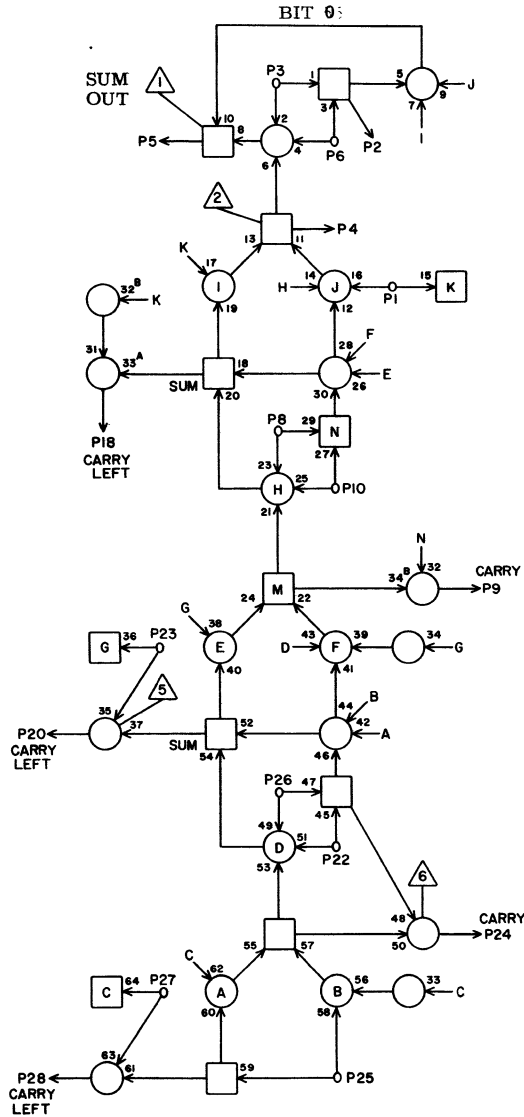 BIT 0
SUM OUT
1
P3
1
5
J
9
7
I
3
10
8
2
4
6
P5
P6
P2
2
P4
13
11
K
17
I
19
H
14
J
16
12
P1
15
K
32B
K
31
33A
SUM
18
20
28
F
E
26
30
P18
CARRY LEFT
P8
29
N
27
23
H
25
21
P10
N
M
24
22
34B
32
CARRY
P9
G
38
E
40
D
43
F
39
41
34
G
G
36
P23
5
35
37
P20
CARRY LEFT
SUM
52
54
44
B
42
A
46
P26
47
45
49
D
51
53
P22
6
48
50
CARRY
P24
55
57
C
62
A
60
B
56
58
33
C
C
64
P27
63
61
59
P25
P28
CARRY LEFT